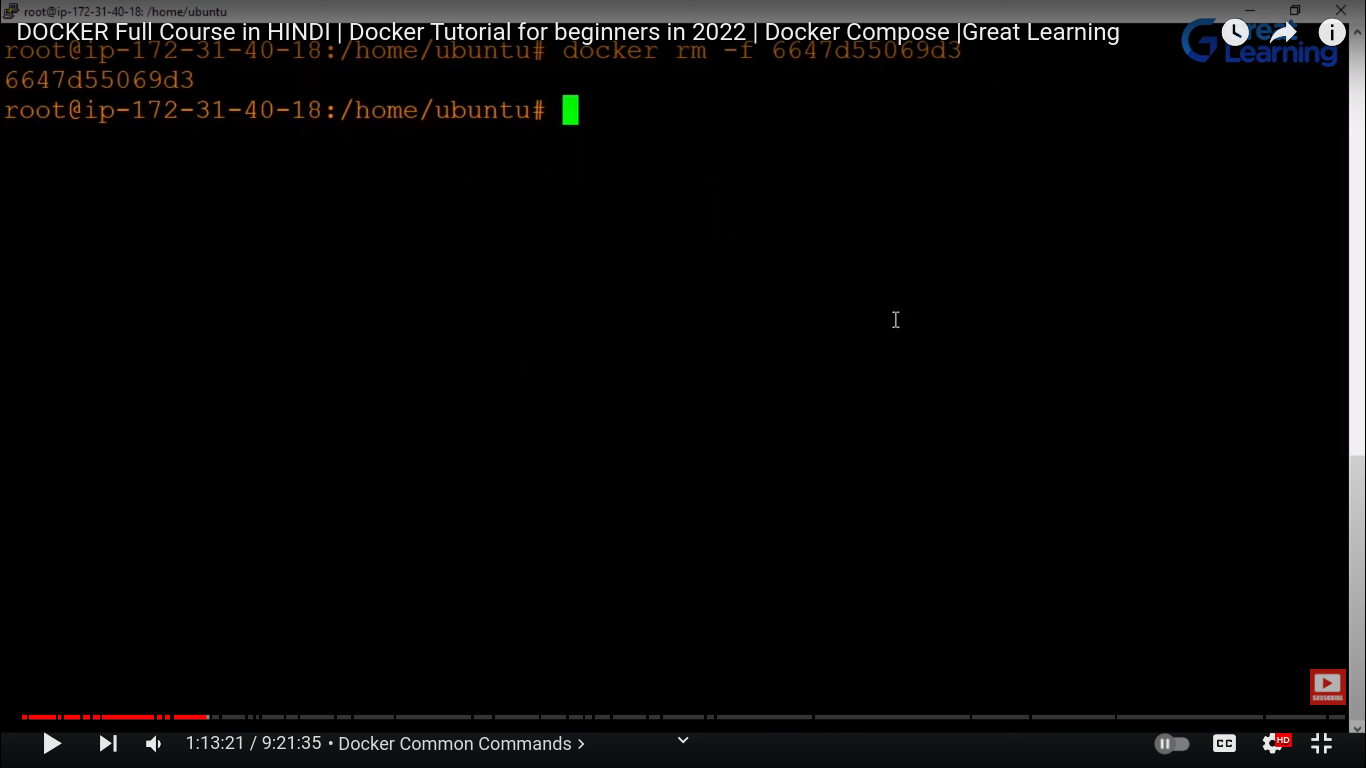 root@ip-172-31-40-18: /home/ubuntu
DOCKER Full Course in HINDI | Docker Tutorial for beginners in 2022 | Docker Compose |Great Learning
root@ip-172-31-40-18:/home/ubuntu# docker rm -f 6647d55069d3
Great
Learning
6647d55069d3
root@ip-172-31-40-18:/home/ubuntu#
SUBSCRIBE
1:13:21 / 9:21:35 • Docker Common Commands >
CC
HD